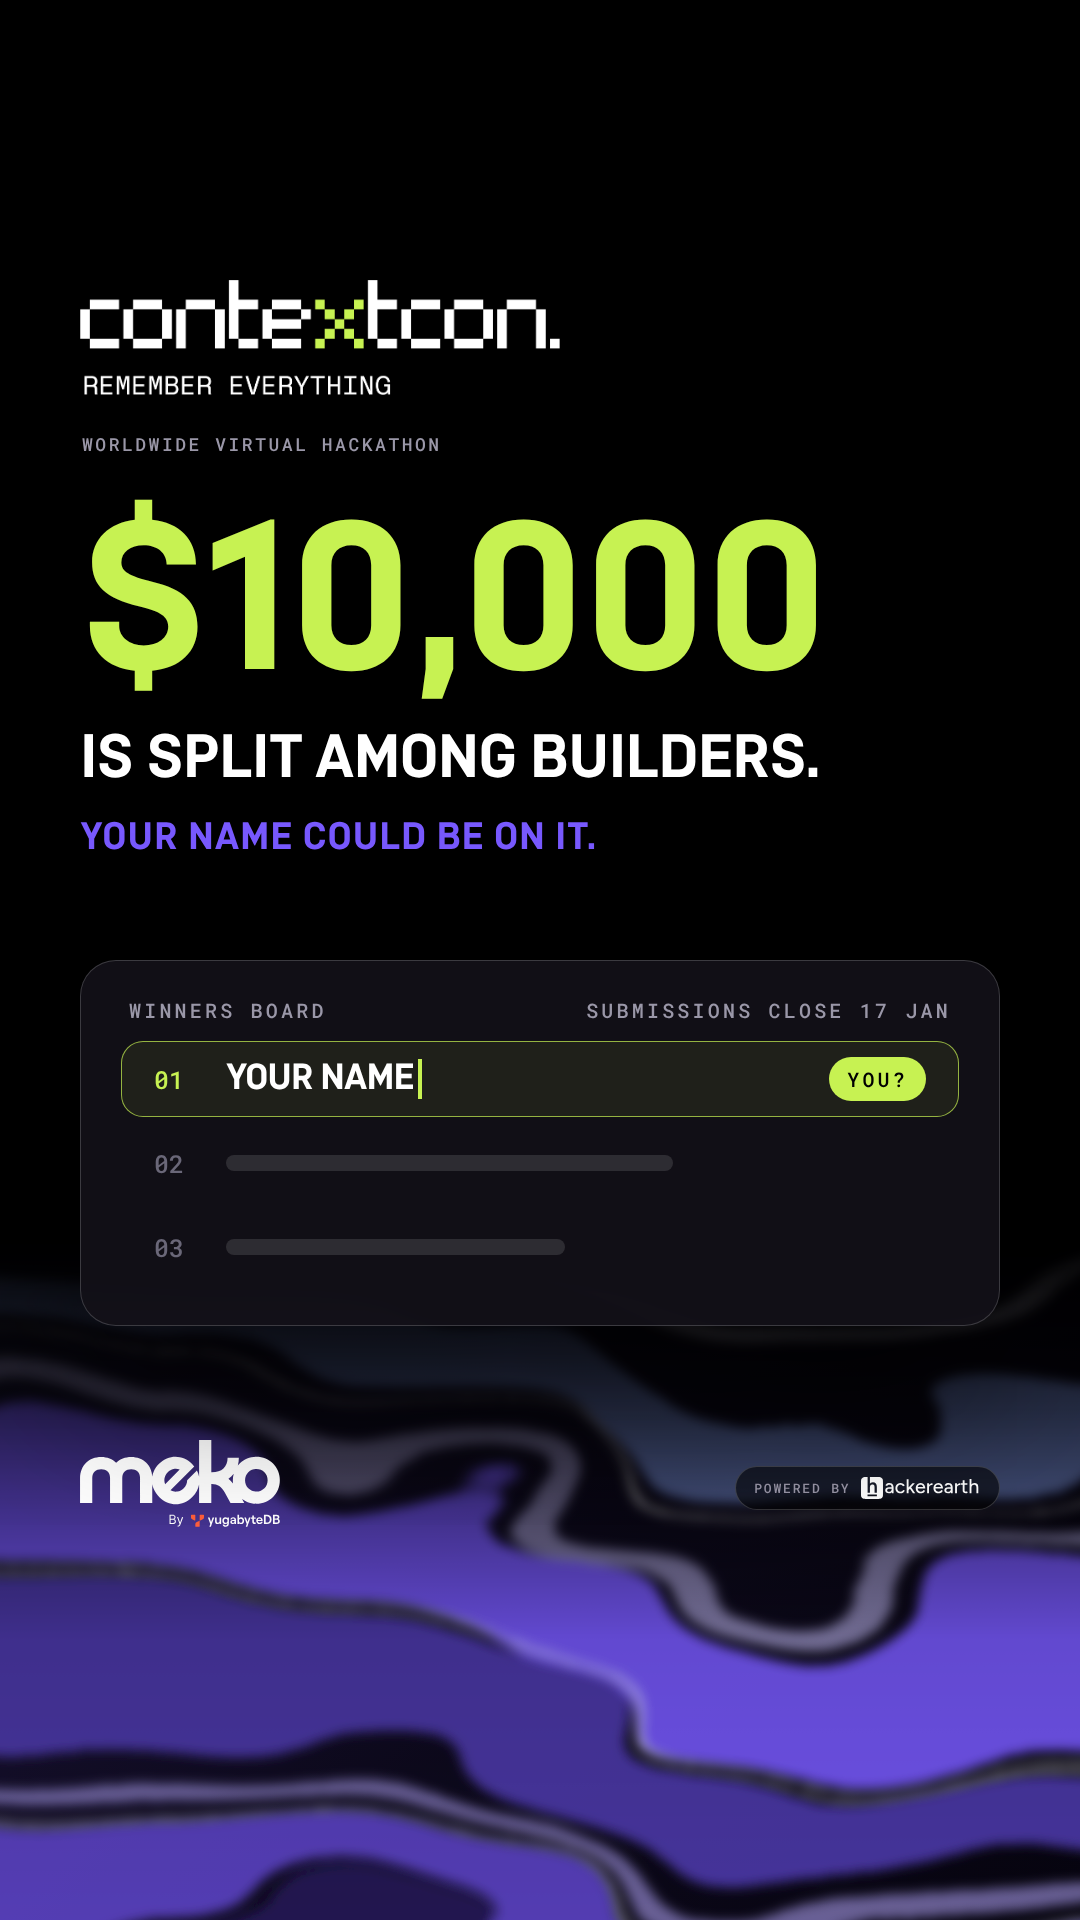 contextcon.
REMEMBER EVERYTHING
WORLDWIDE VIRTUAL HACKATHON
$10,000
IS SPLIT AMONG BUILDERS.
YOUR NAME COULD BE ON IT.
WINNERS BOARD
SUBMISSIONS CLOSE 17 JAN
01 YOUR NAME YOU?
02
03
meko
By yugabyteDB
POWERED BY hackerearth